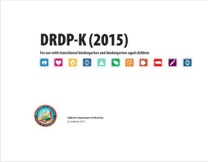 DRDP-K (2015)
For use with transitional kindergarten and kindergarten-aged children
California Department of Education